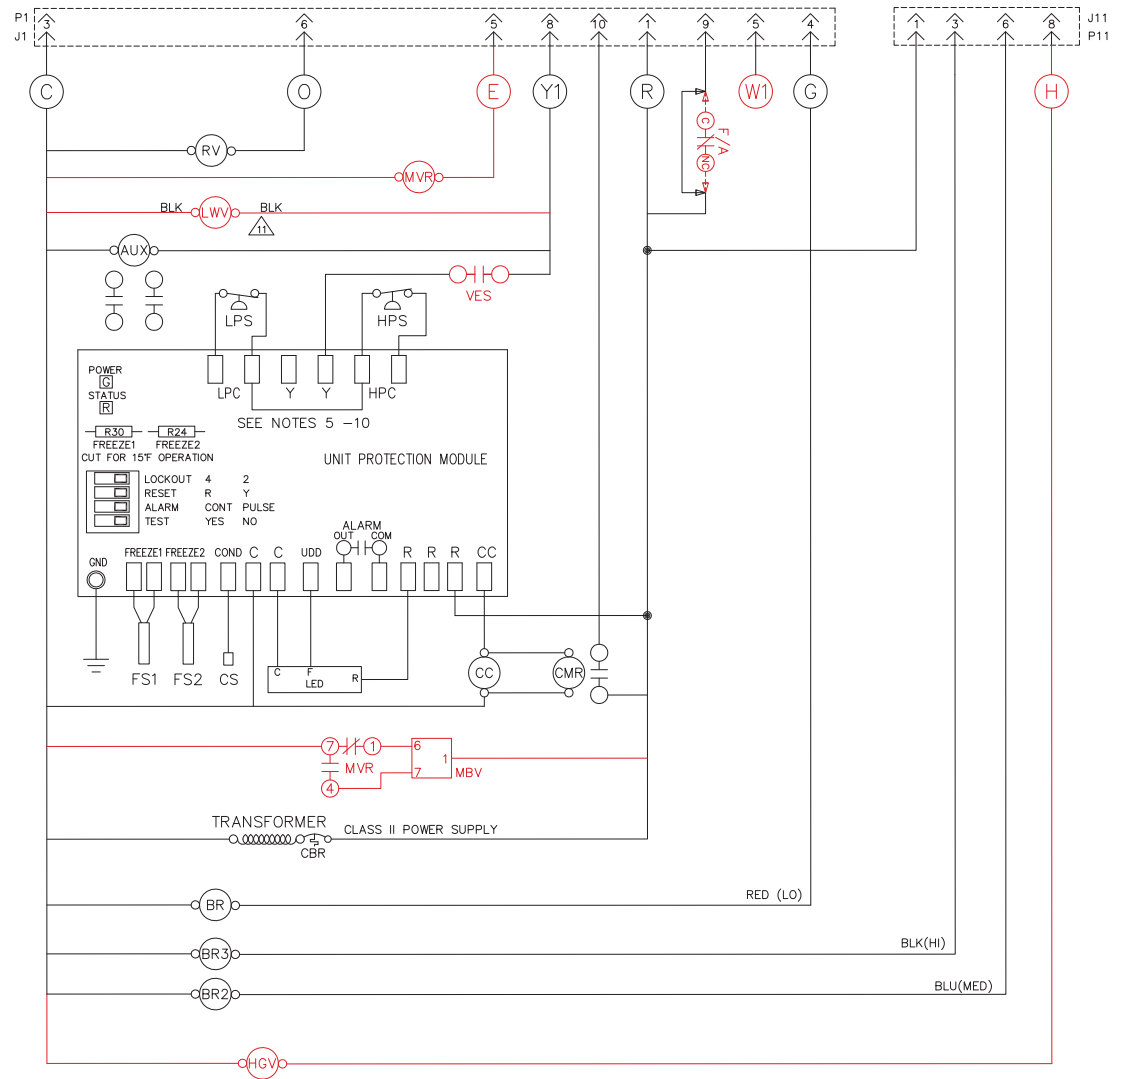 P1 3 6 5 8 10 1 9 5 4 1 3 6 8 J11
J1 P11
C O E Y1 R W1 G H
C
F/A
NC
RV
MVR
BLK LWV BLK
11
AUX
VES
LPS HPS
POWER
G
STATUS
R
LPC Y Y HPC
SEE NOTES 5 -10
R30 R24
FREEZE1 FREEZE2
CUT FOR 15°F OPERATION
UNIT PROTECTION MODULE
LOCKOUT 4 2
RESET R Y
ALARM CONT PULSE
TEST YES NO
ALARM
OUT COM
GND FREEZE1 FREEZE2 COND C C UDD R R R CC
FS1 FS2 CS
C F R
LED
CC CMR
7 1 6
MVR 1 MBV
4 7
TRANSFORMER
CLASS II POWER SUPPLY
CBR
BR RED (LO)
BR3 BLK(HI)
BR2 BLU(MED)
HGV